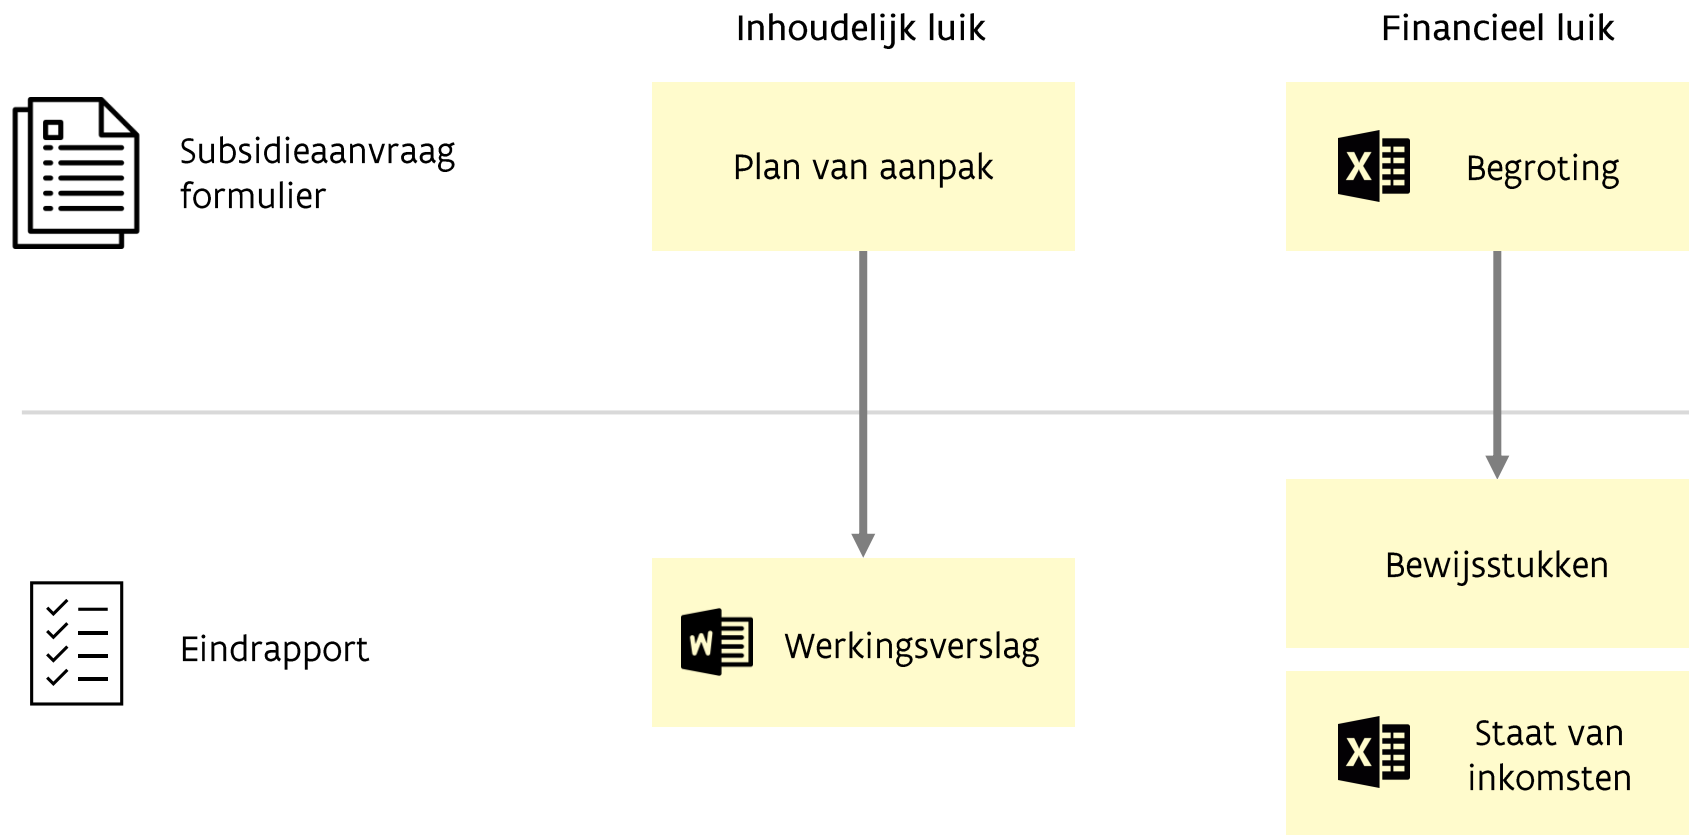 Inhoudelijk luik
Financieel luik
Subsidieaanvraag
formulier
Plan van aanpak
X
Begroting
Eindrapport
W
Werkingsverslag
Bewijsstukken
X
Staat van
inkomsten